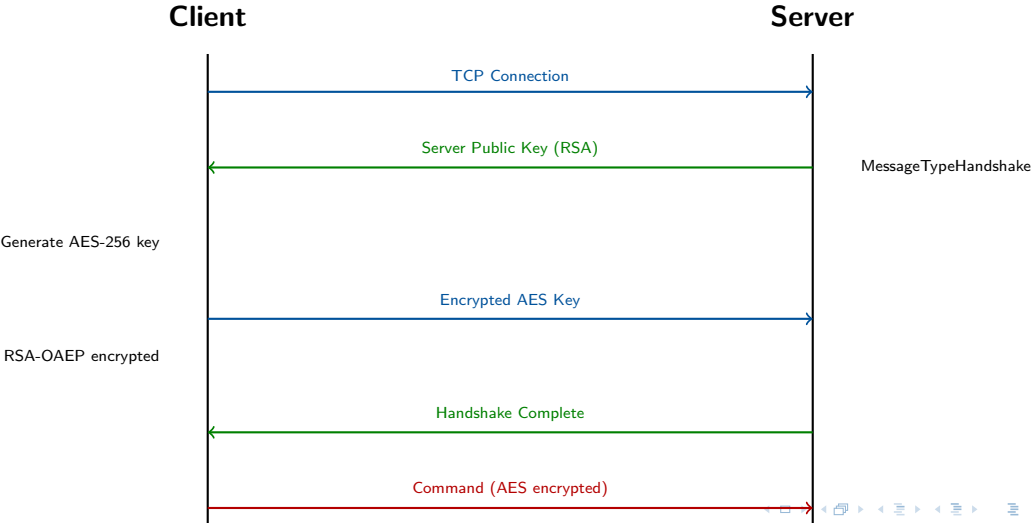 Client
Server
TCP Connection
Server Public Key (RSA)
MessageTypeHandshake
Generate AES-256 key
Encrypted AES Key
RSA-OAEP encrypted
Handshake Complete
Command (AES encrypted)